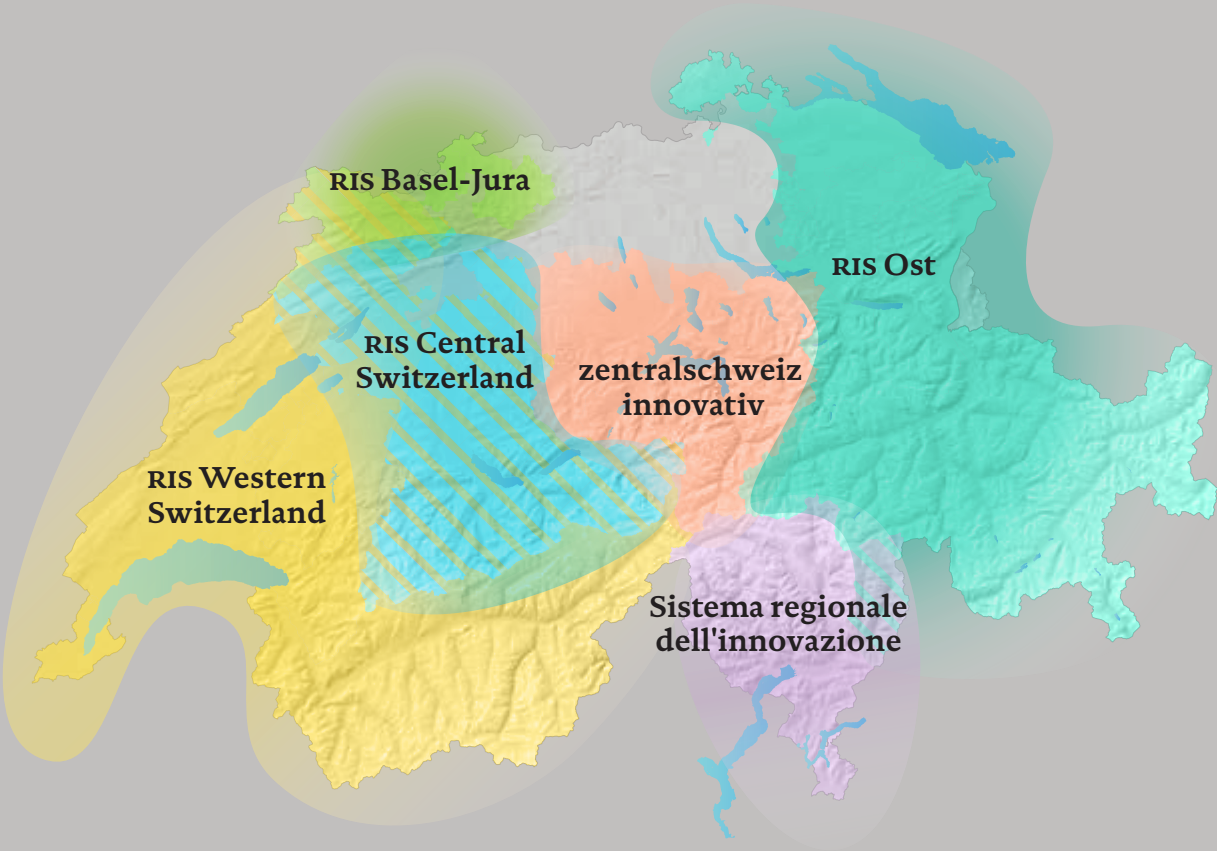 RIS Basel-Jura
RIS Ost
RIS Central
Switzerland
zentralschweiz
innovativ
RIS Western
Switzerland
Sistema regionale
dell'innovazione